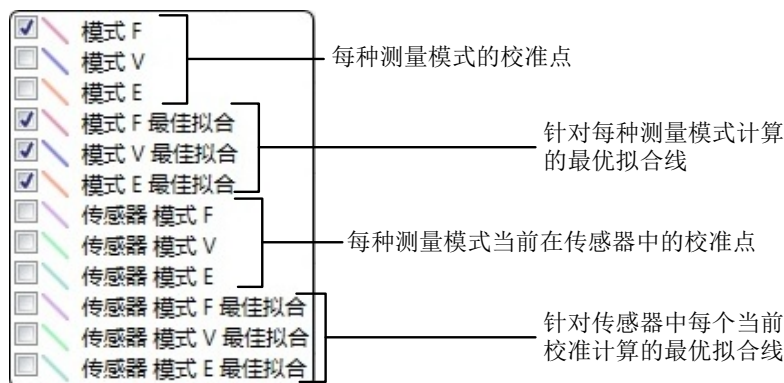 模式 F
模式 V
模式 E
模式 F 最佳拟合
模式 V 最佳拟合
模式 E 最佳拟合
传感器 模式 F
传感器 模式 V
传感器 模式 E
传感器 模式 F 最佳拟合
传感器 模式 V 最佳拟合
传感器 模式 E 最佳拟合
每种测量模式的校准点
针对每种测量模式计算
的最优拟合线
每种测量模式当前在传感器中的校准点
针对传感器中每个当前
校准计算的最优拟合线